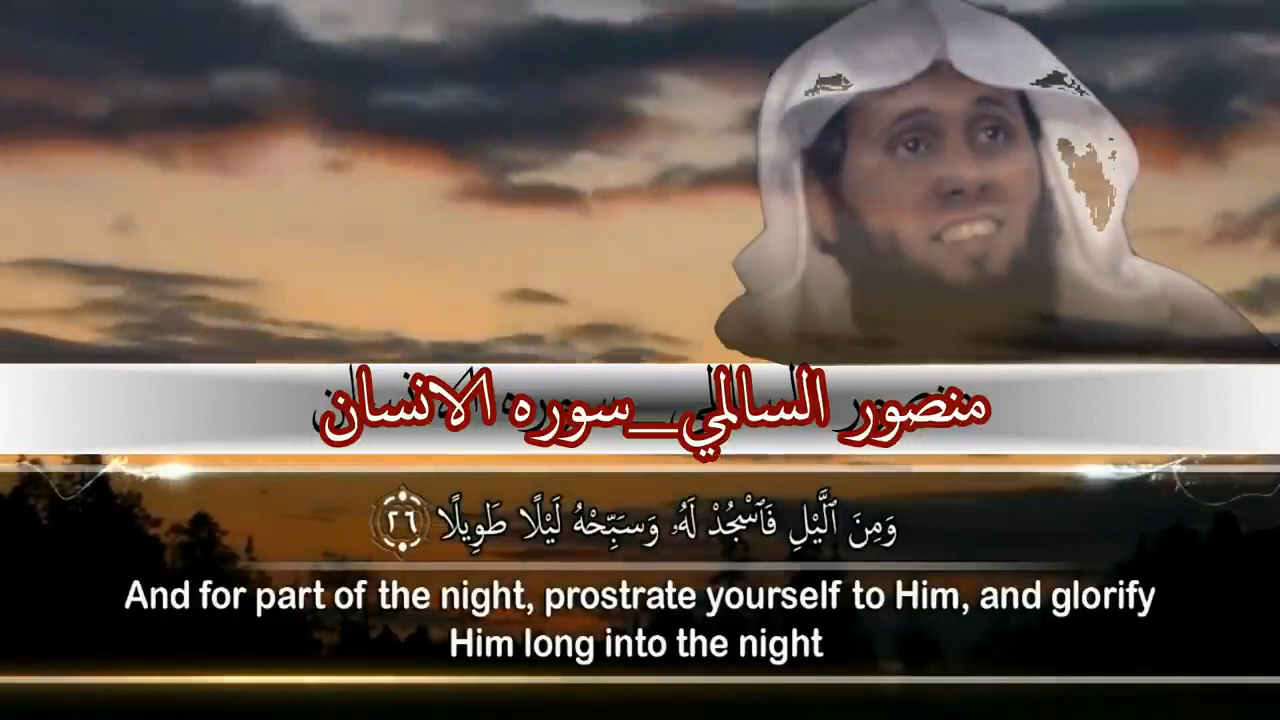 منصور السالمي_سوره الانسان
وَمِنَ ٱلَّيْلِ فَٱسْجُدْ لَهُۥ وَسَبِّحْهُ لَيْلًا طَوِيلًا ٢٦
And for part of the night, prostrate yourself to Him, and glorify
Him long into the night